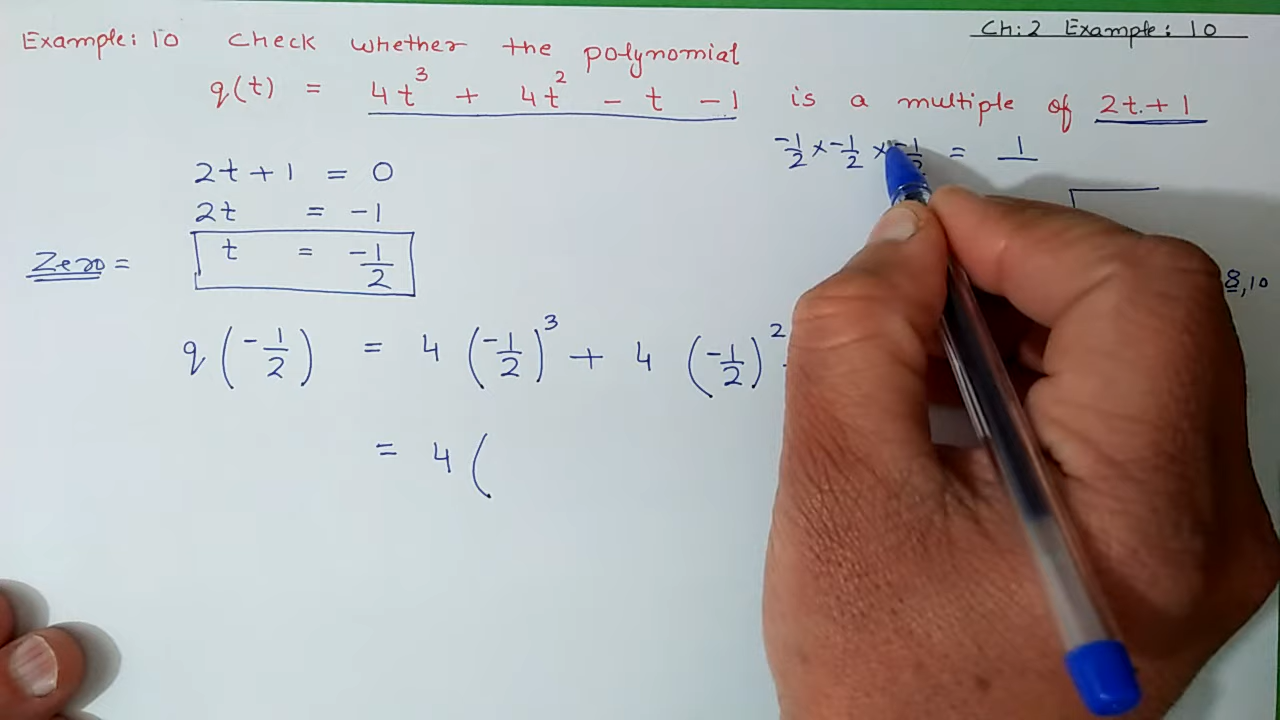 Ch:2 Example: 10
Example: 10 Check whether the polynomial
q(t) = 4t³ + 4t² - t - 1 is a multiple of 2t + 1
-1/2 × -1/2 × -1/2 = 1
2t + 1 = 0
2t = -1
Zero = t = -1/2
8, 10
q(-1/2) = 4(-1/2)³ + 4(-1/2)²
= 4(